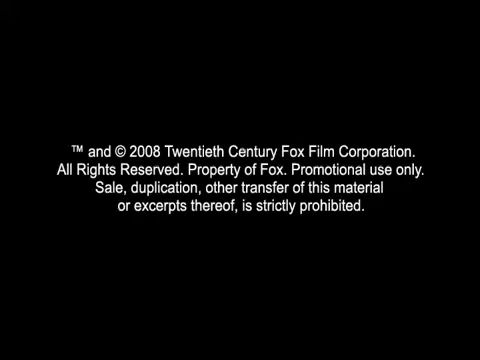 ™ and © 2008 Twentieth Century Fox Film Corporation.
All Rights Reserved. Property of Fox. Promotional use only.
Sale, duplication, other transfer of this material
or excerpts thereof, is strictly prohibited.